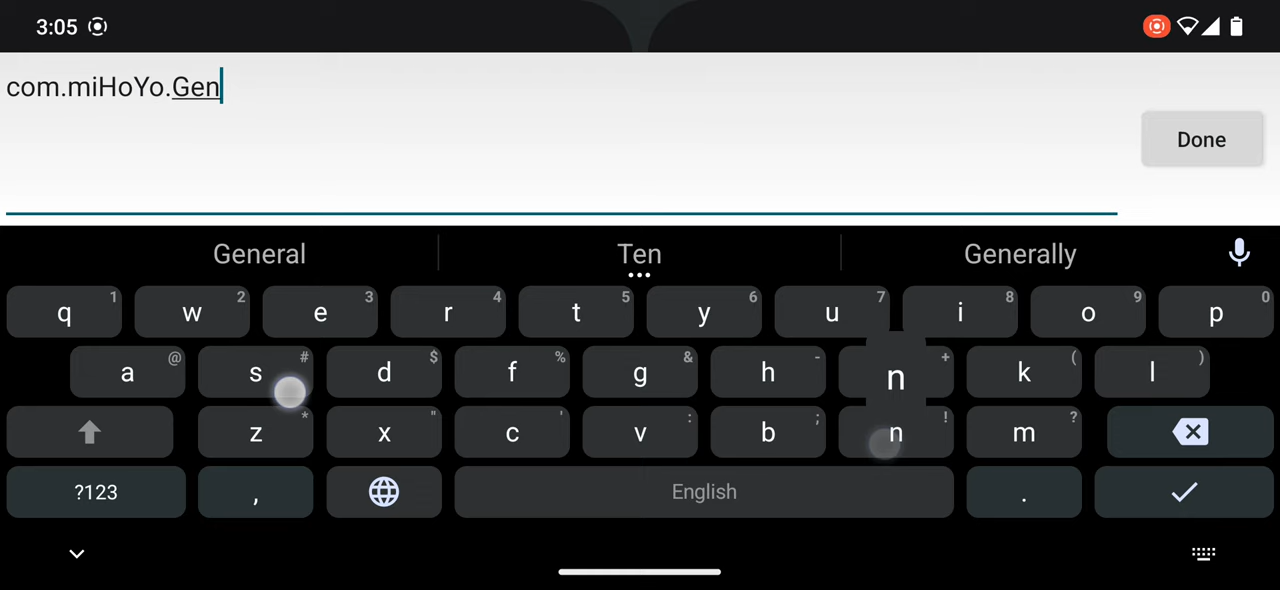 3:05
com.miHoYo.Gen
Done
General Ten Generally
q 1 w 2 e 3 r 4 t 5 y 6 u 7 i 8 o 9 p 0
a @ s # d $ f % g & h - n + k ( l )
z * x " c ' v : b ; n ! m ?
?123 , English .